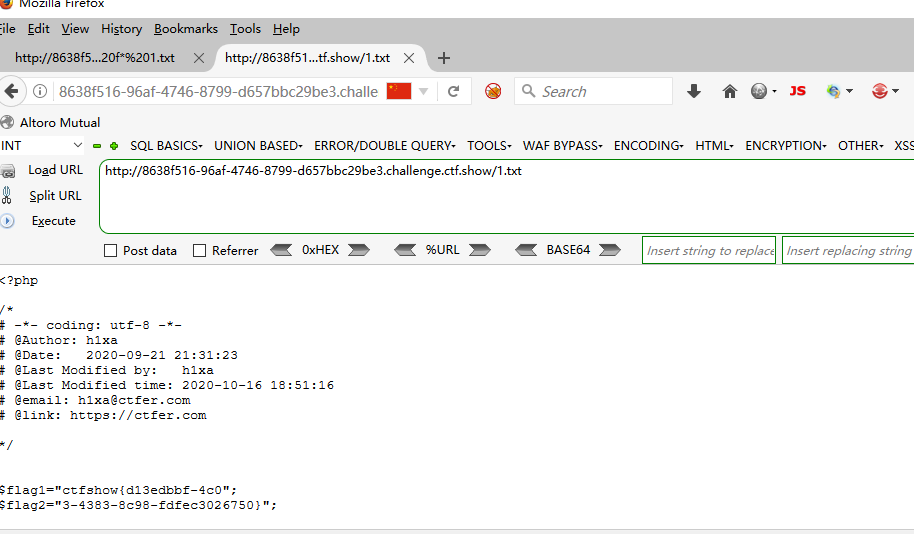 Mozilla Firefox
File Edit View History Bookmarks Tools Help
http://8638f5...20f*%201.txt × http://8638f51...tf.show/1.txt × +
8638f516-96af-4746-8799-d657bbc29be3.challe Search JS
Altoro Mutual
INT SQL BASICS UNION BASED ERROR/DOUBLE QUERY TOOLS WAF BYPASS ENCODING HTML ENCRYPTION OTHER XSS
Load URL http://8638f516-96af-4746-8799-d657bbc29be3.challenge.ctf.show/1.txt
Split URL
Execute
Post data Referrer 0xHEX %URL BASE64 Insert string to replace Insert replacing string
<?php
/*
# -*- coding: utf-8 -*-
# @Author: h1xa
# @Date:   2020-09-21 21:31:23
# @Last Modified by:   h1xa
# @Last Modified time: 2020-10-16 18:51:16
# @email: h1xa@ctfer.com
# @link: https://ctfer.com
*/
$flag1="ctfshow{d13edbbf-4c0";
$flag2="3-4383-8c98-fdfec3026750}";